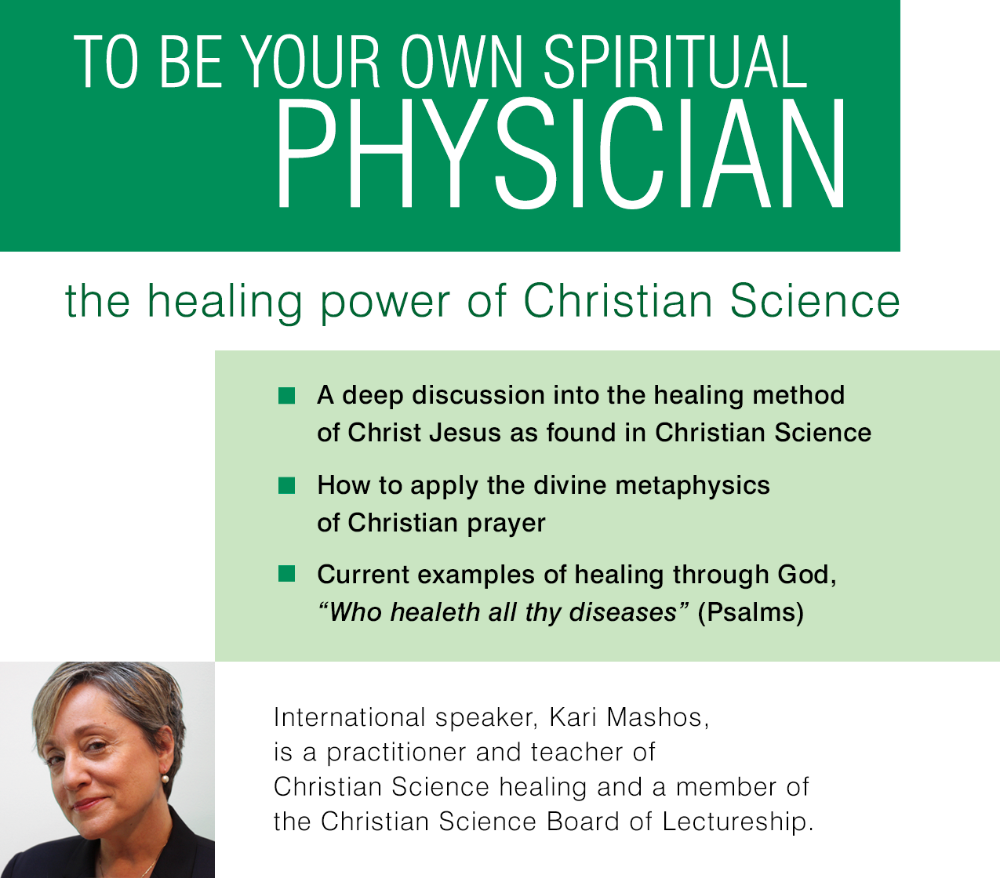 TO BE YOUR OWN SPIRITUAL
PHYSICIAN
the healing power of Christian Science
A deep discussion into the healing method
of Christ Jesus as found in Christian Science
How to apply the divine metaphysics
of Christian prayer
Current examples of healing through God,
“Who healeth all thy diseases” (Psalms)
International speaker, Kari Mashos,
is a practitioner and teacher of
Christian Science healing and a member of
the Christian Science Board of Lectureship.